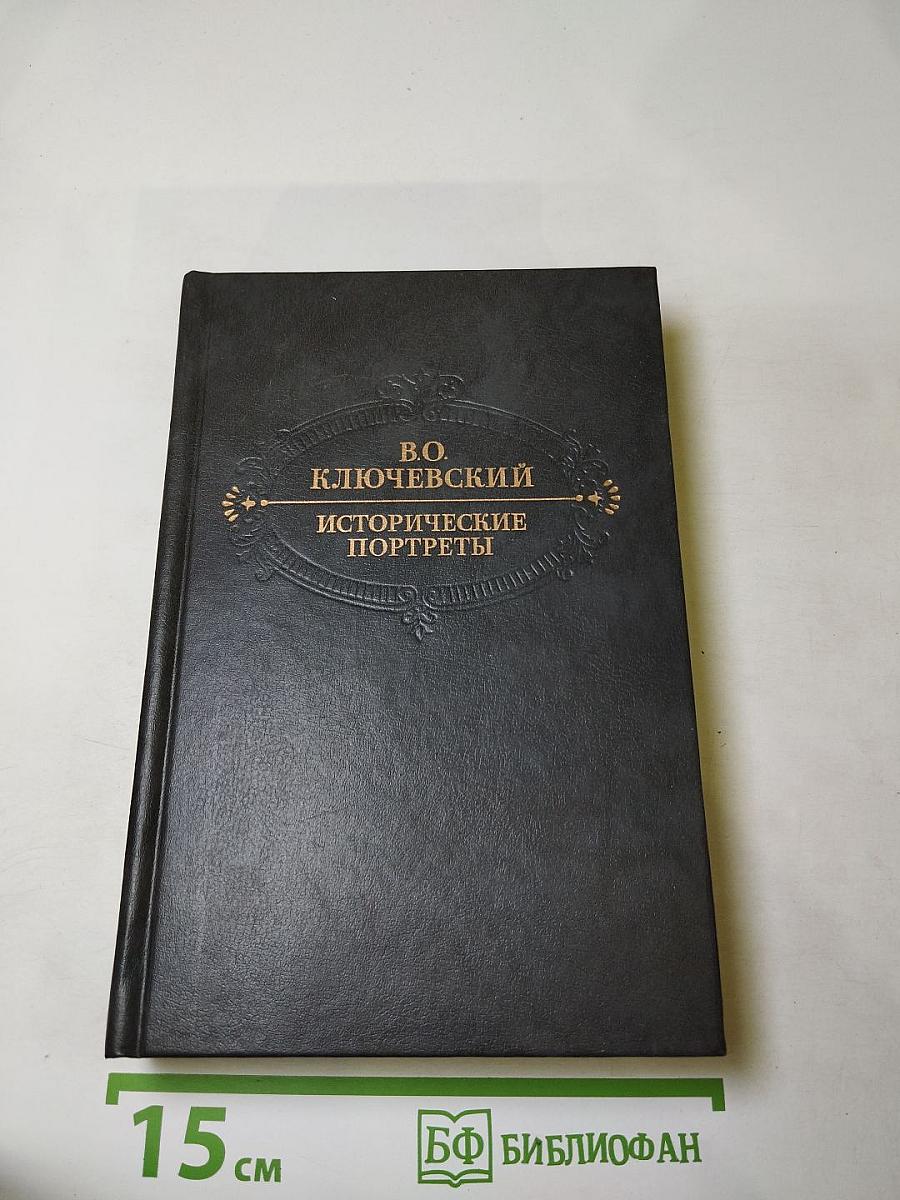 В.О.
КЛЮЧЕВСКИЙ
ИСТОРИЧЕСКИЕ
ПОРТРЕТЫ
15 см
БФ БИБЛИОФАН